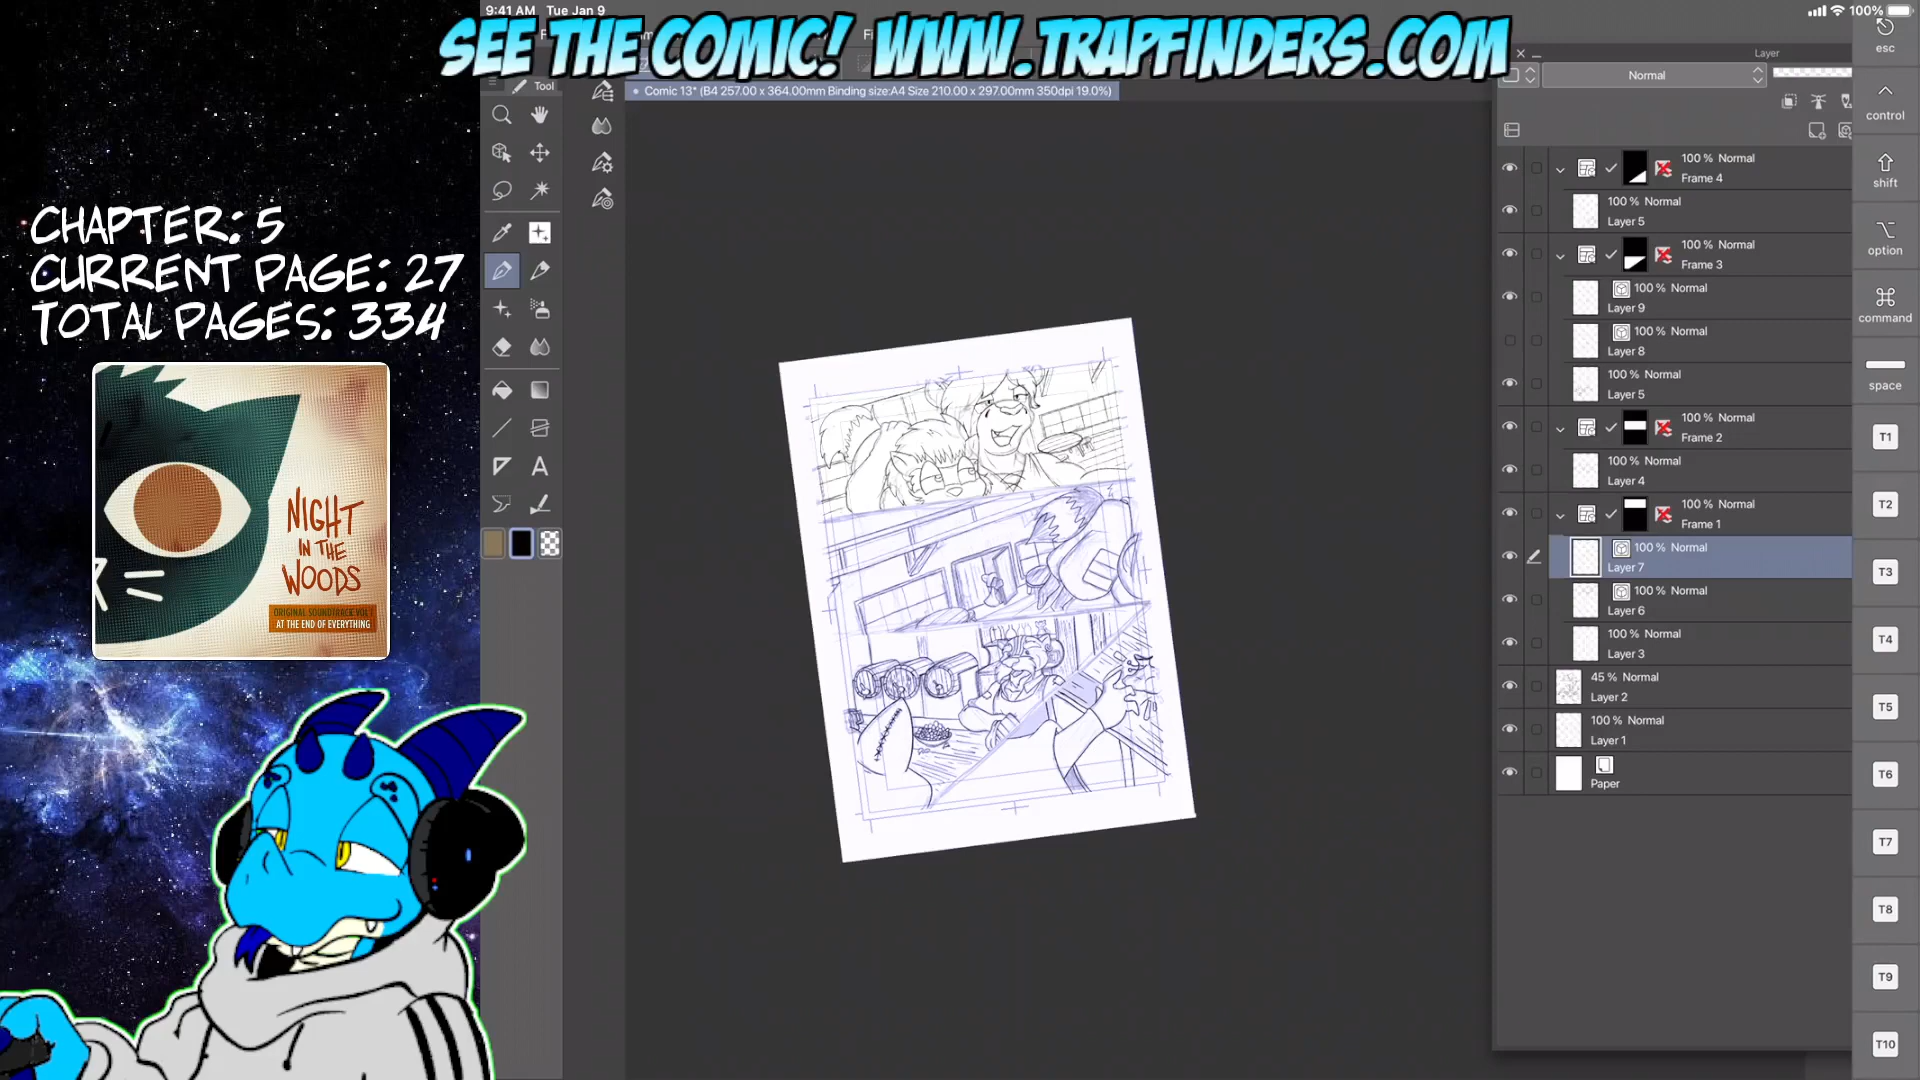 9:41 AM Tue Jan 9
100%
SEE THE COMIC! WWW.TRAPFINDERS.COM
Tool
Comic 13* (B4 257.00 x 364.00mm Binding size:A4 Size 210.00 x 297.00mm 350dpi 19.0%)
Layer
Normal
CHAPTER: 5
CURRENT PAGE: 27
TOTAL PAGES: 334
NIGHT
IN THE
WOODS
ORIGINAL SOUNDTRACK VOL 1
AT THE END OF EVERYTHING
100 % Normal
Frame 4
100 % Normal
Layer 5
100 % Normal
Frame 3
100 % Normal
Layer 9
100 % Normal
Layer 8
100 % Normal
Layer 5
100 % Normal
Frame 2
100 % Normal
Layer 4
100 % Normal
Frame 1
100 % Normal
Layer 7
100 % Normal
Layer 6
100 % Normal
Layer 3
45 % Normal
Layer 2
100 % Normal
Layer 1
Paper
esc
control
shift
option
command
space
T1
T2
T3
T4
T5
T6
T7
T8
T9
T10